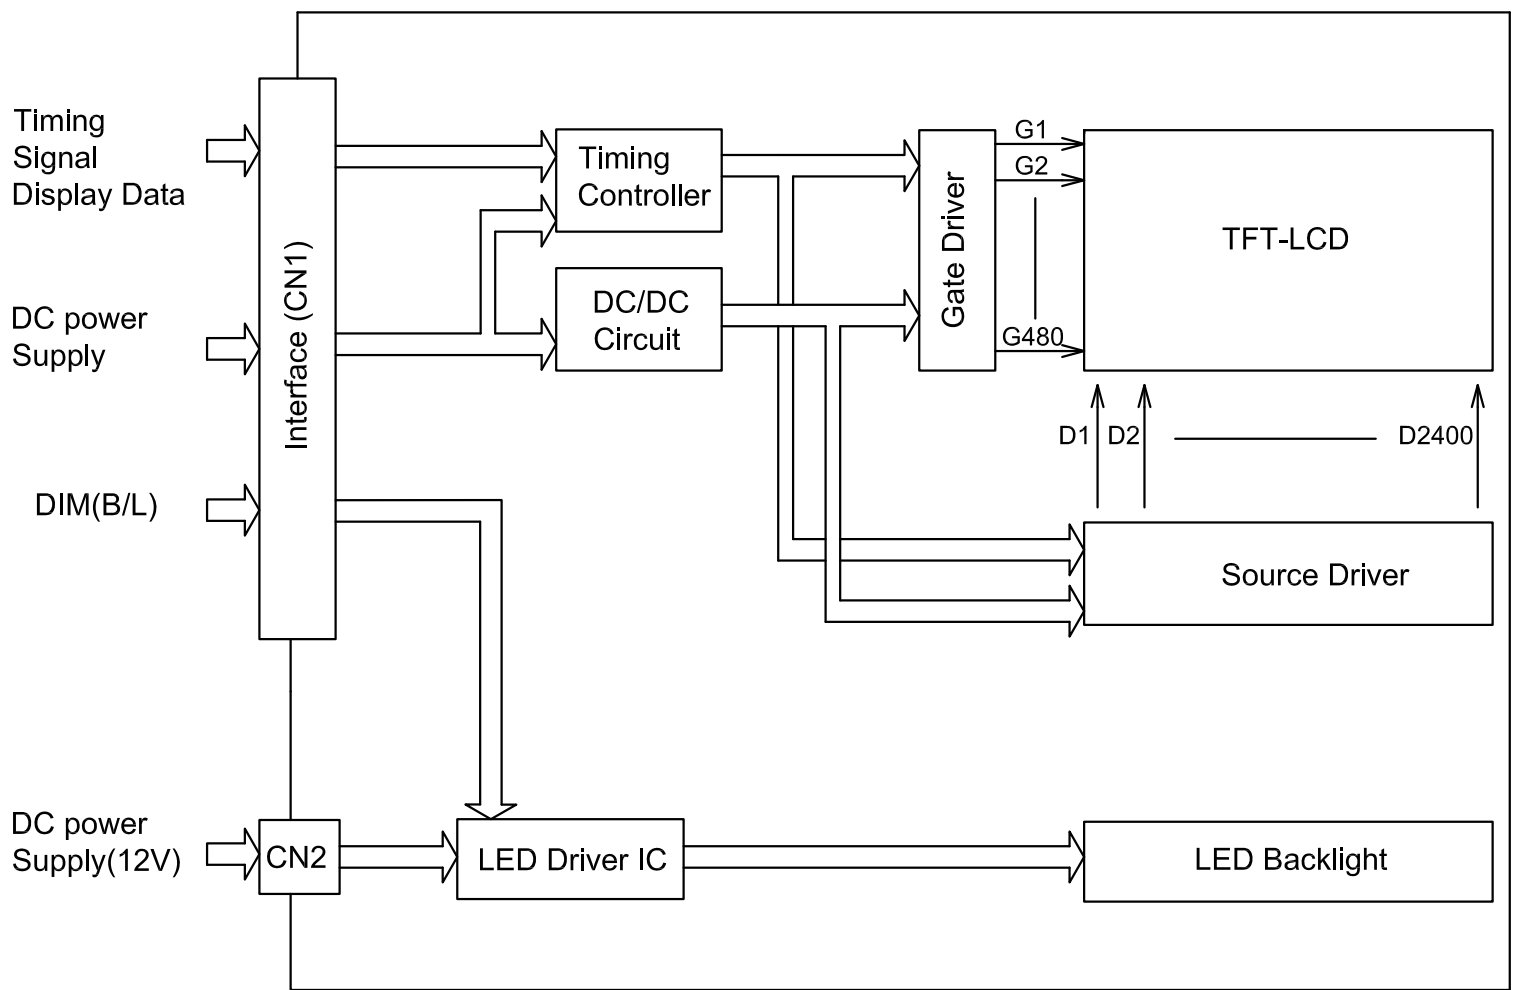 Timing
Signal
Display Data
DC power
Supply
DIM(B/L)
DC power
Supply(12V)
Interface (CN1)
CN2
Timing
Controller
DC/DC
Circuit
LED Driver IC
Gate Driver
G1
G2
G480
TFT-LCD
D1
D2
D2400
Source Driver
LED Backlight